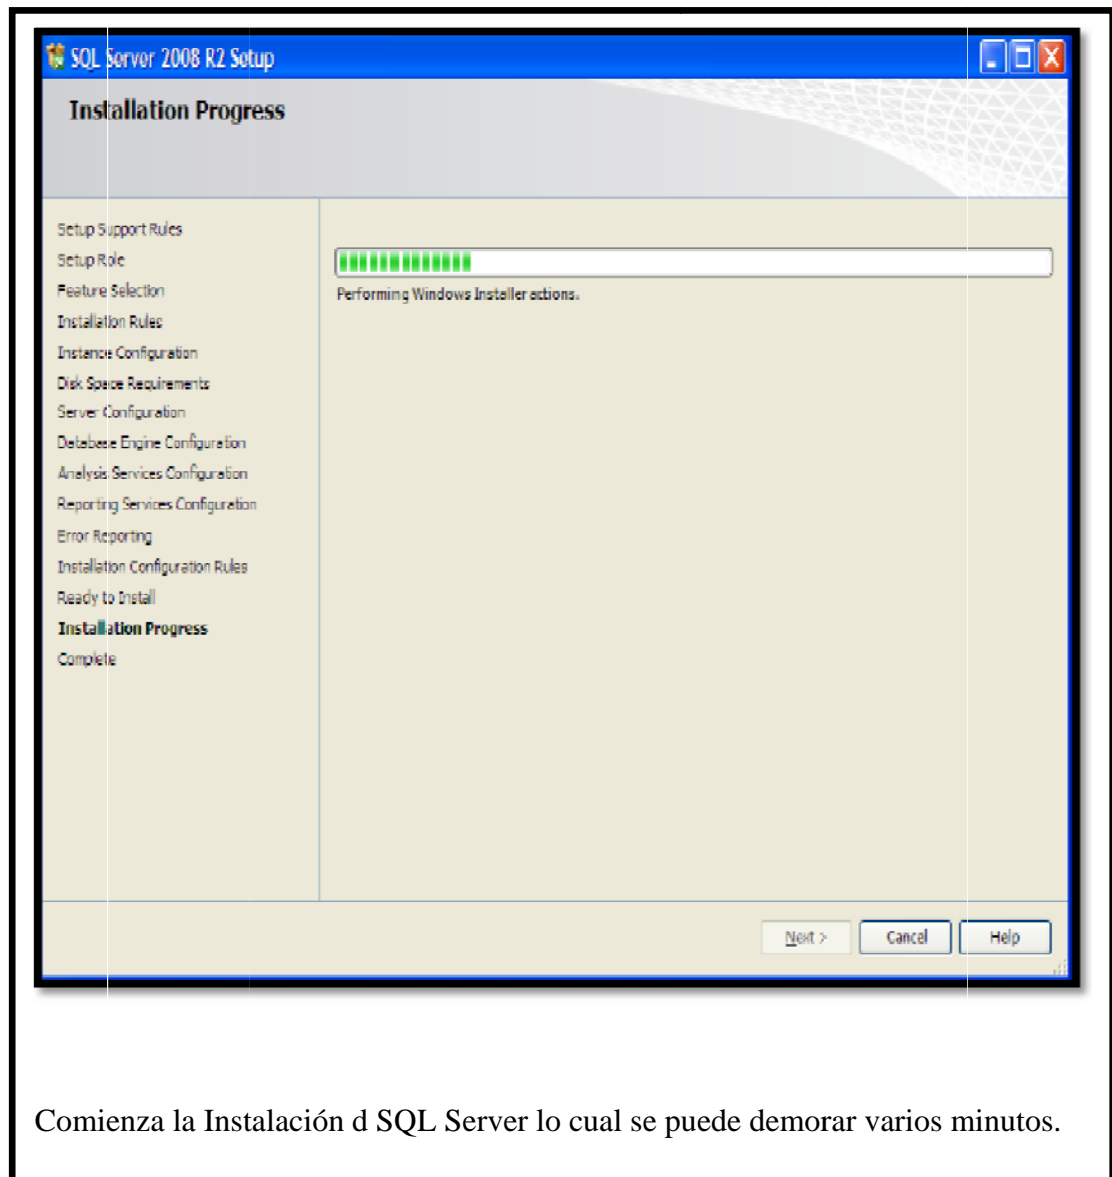 SQL Server 2008 R2 Setup
Installation Progress
Setup Support Rules
Setup Role
Feature Selection
Installation Rules
Instance Configuration
Disk Space Requirements
Server Configuration
Database Engine Configuration
Analysis Services Configuration
Reporting Services Configuration
Error Reporting
Installation Configuration Rules
Ready to Install
Installation Progress
Complete
Performing Windows Installer actions.
Next >
Cancel
Help
Comienza la Instalación d SQL Server lo cual se puede demorar varios minutos.